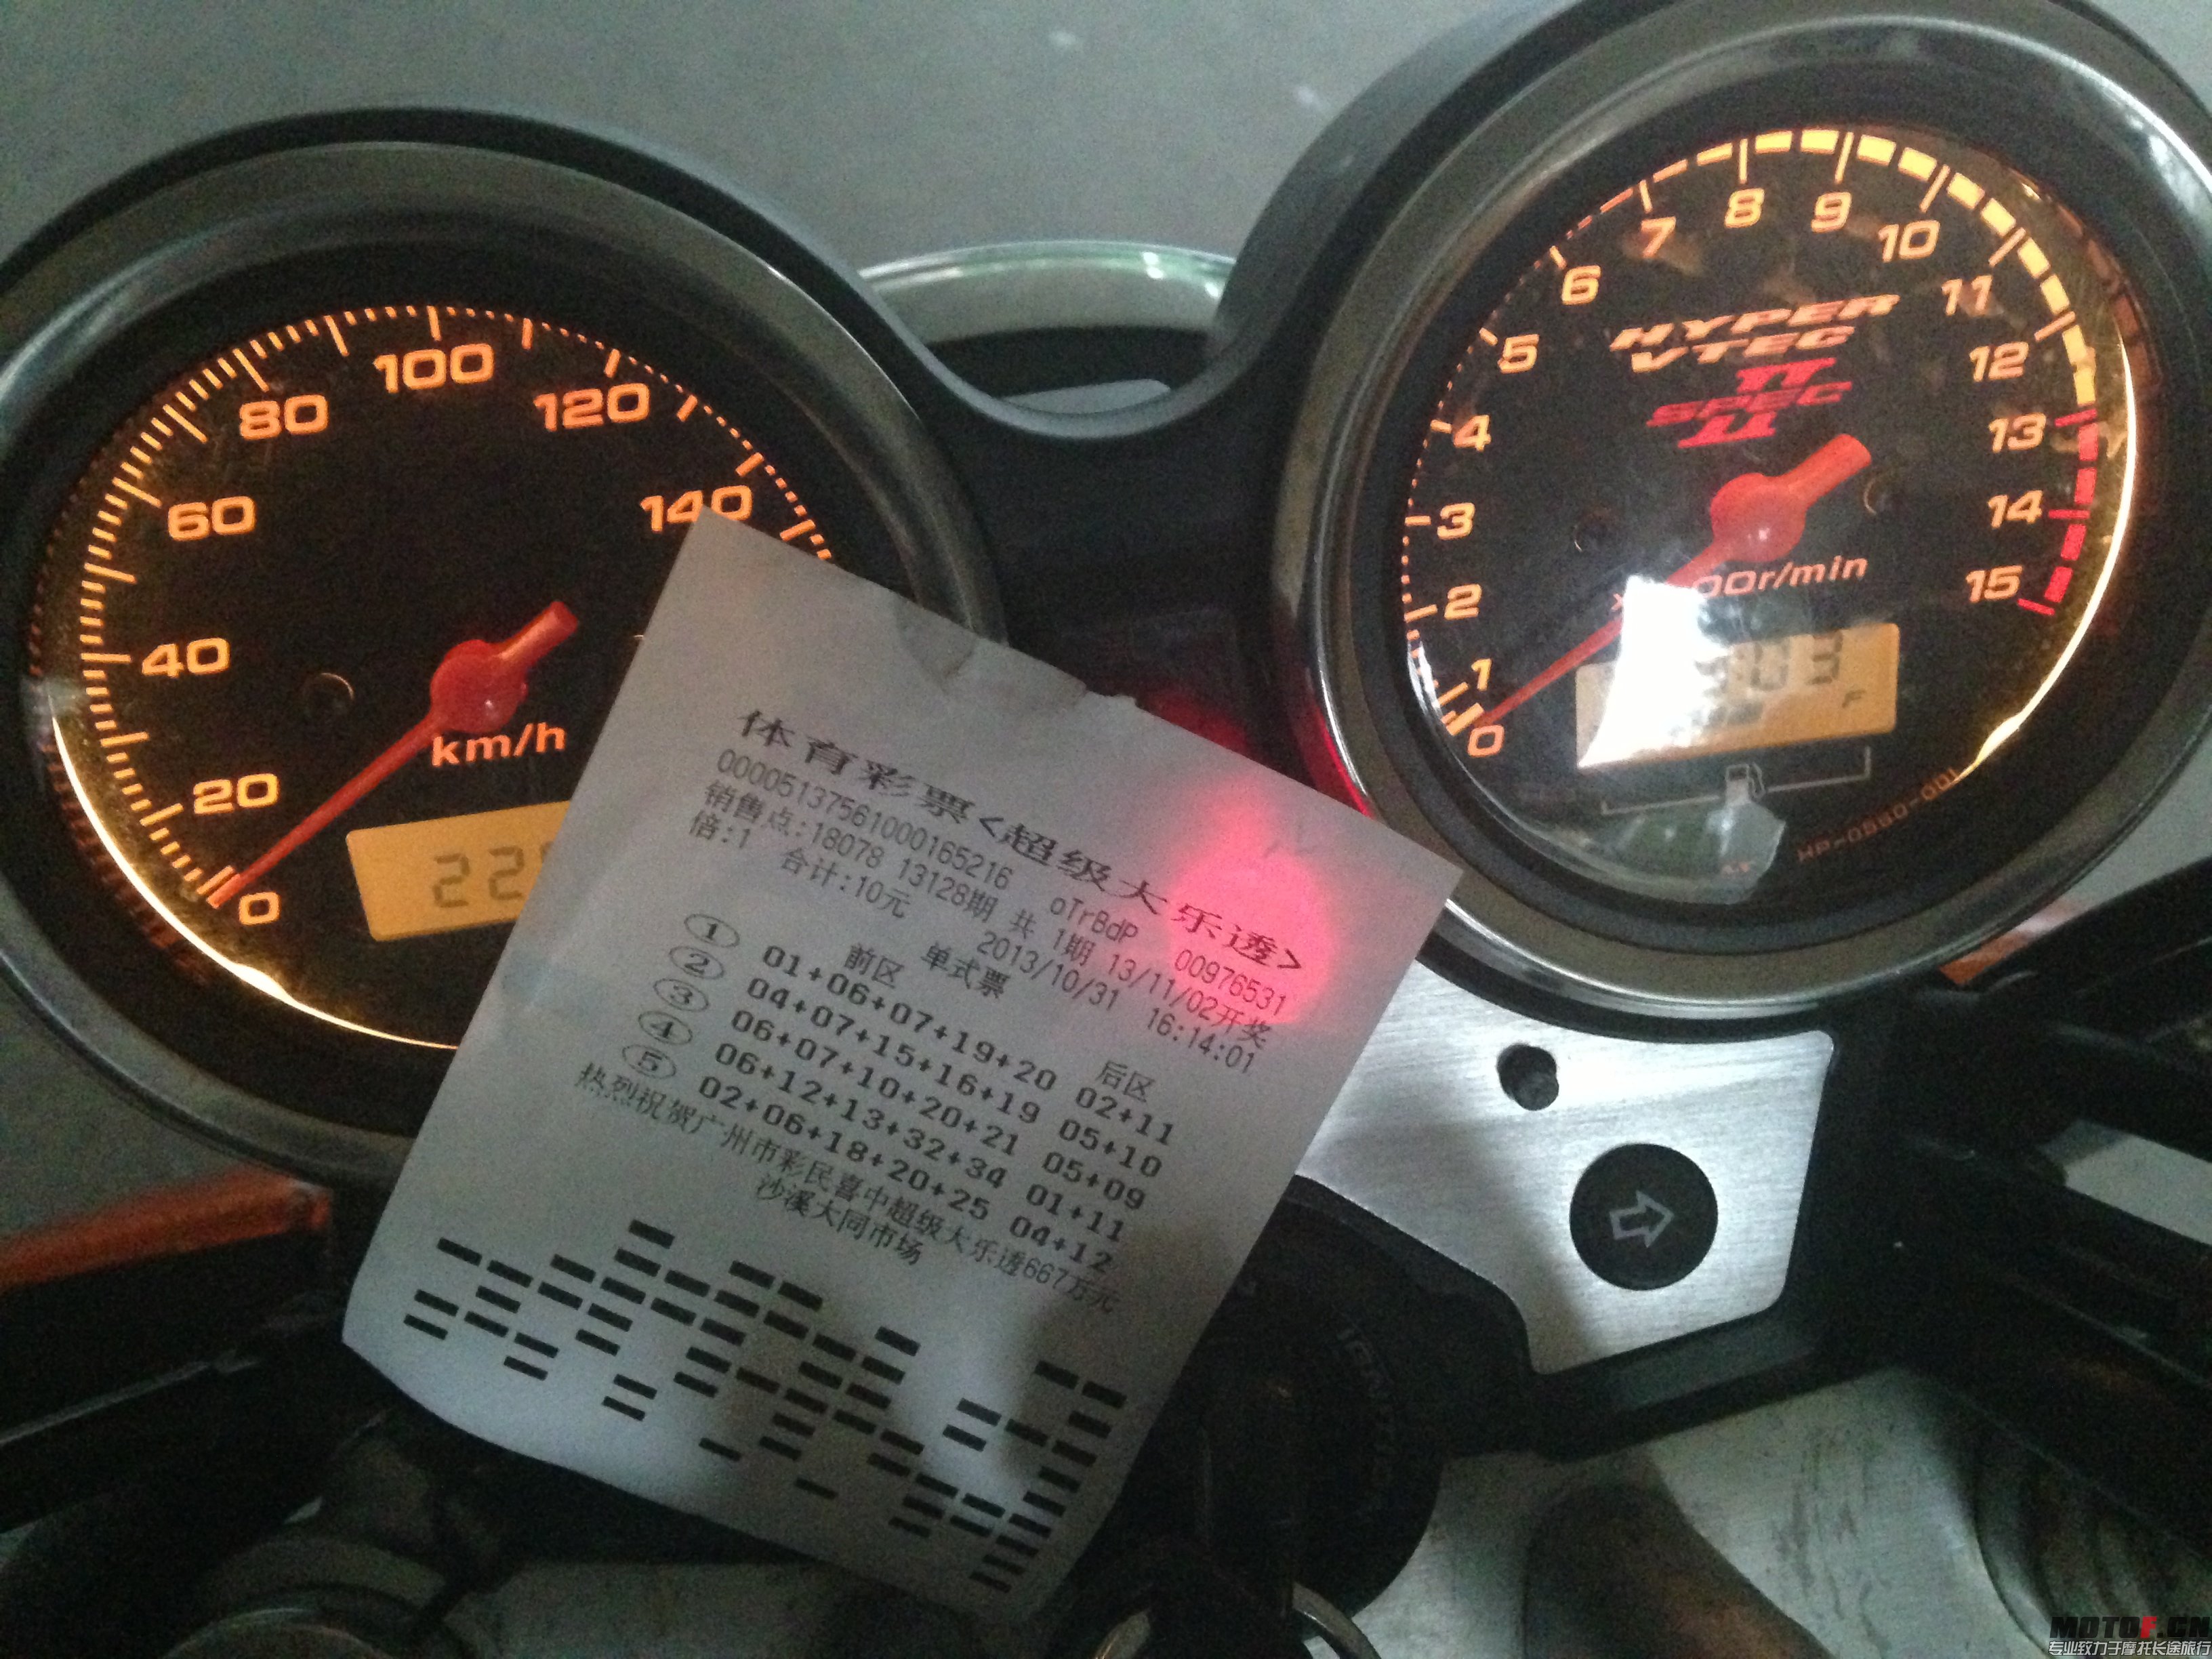 80
100
120
60
140
40
km/h
20
0
22
7
8
9
10
6
11
5
12
4
13
3
14
2
15
1
0
HYPER
VTEC
SPEC
II
00r/min
F
MP-0580-001
体育彩票<超级大乐透>
000051375610001652​16 oTrBdP 00976531
销售点:18078 13128期 共 1期 13/11/02开奖
倍:1 合计:10元 2013/10/31 16:14:01
前区 单式票 后区
① 01+06+07+19+20 02+11
② 04+07+15+16+19 05+10
③ 06+07+10+20+21 05+09
④ 06+12+13+32+34 01+11
⑤ 02+06+18+20+25 04+12
热烈祝贺广州市彩民喜中超级大乐透667万元
沙溪大同市场
MOTOF.CN
专业致力于摩托长途旅行